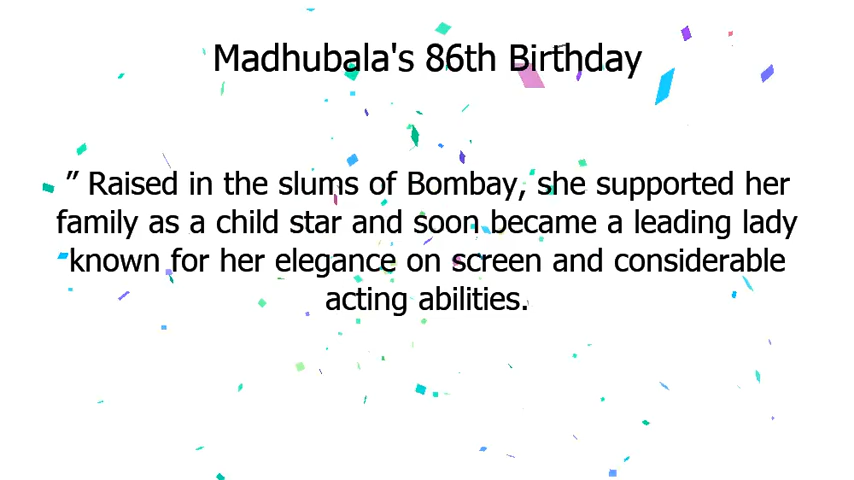 Madhubala's 86th Birthday
” Raised in the slums of Bombay, she supported her
family as a child star and soon became a leading lady
known for her elegance on screen and considerable
acting abilities.